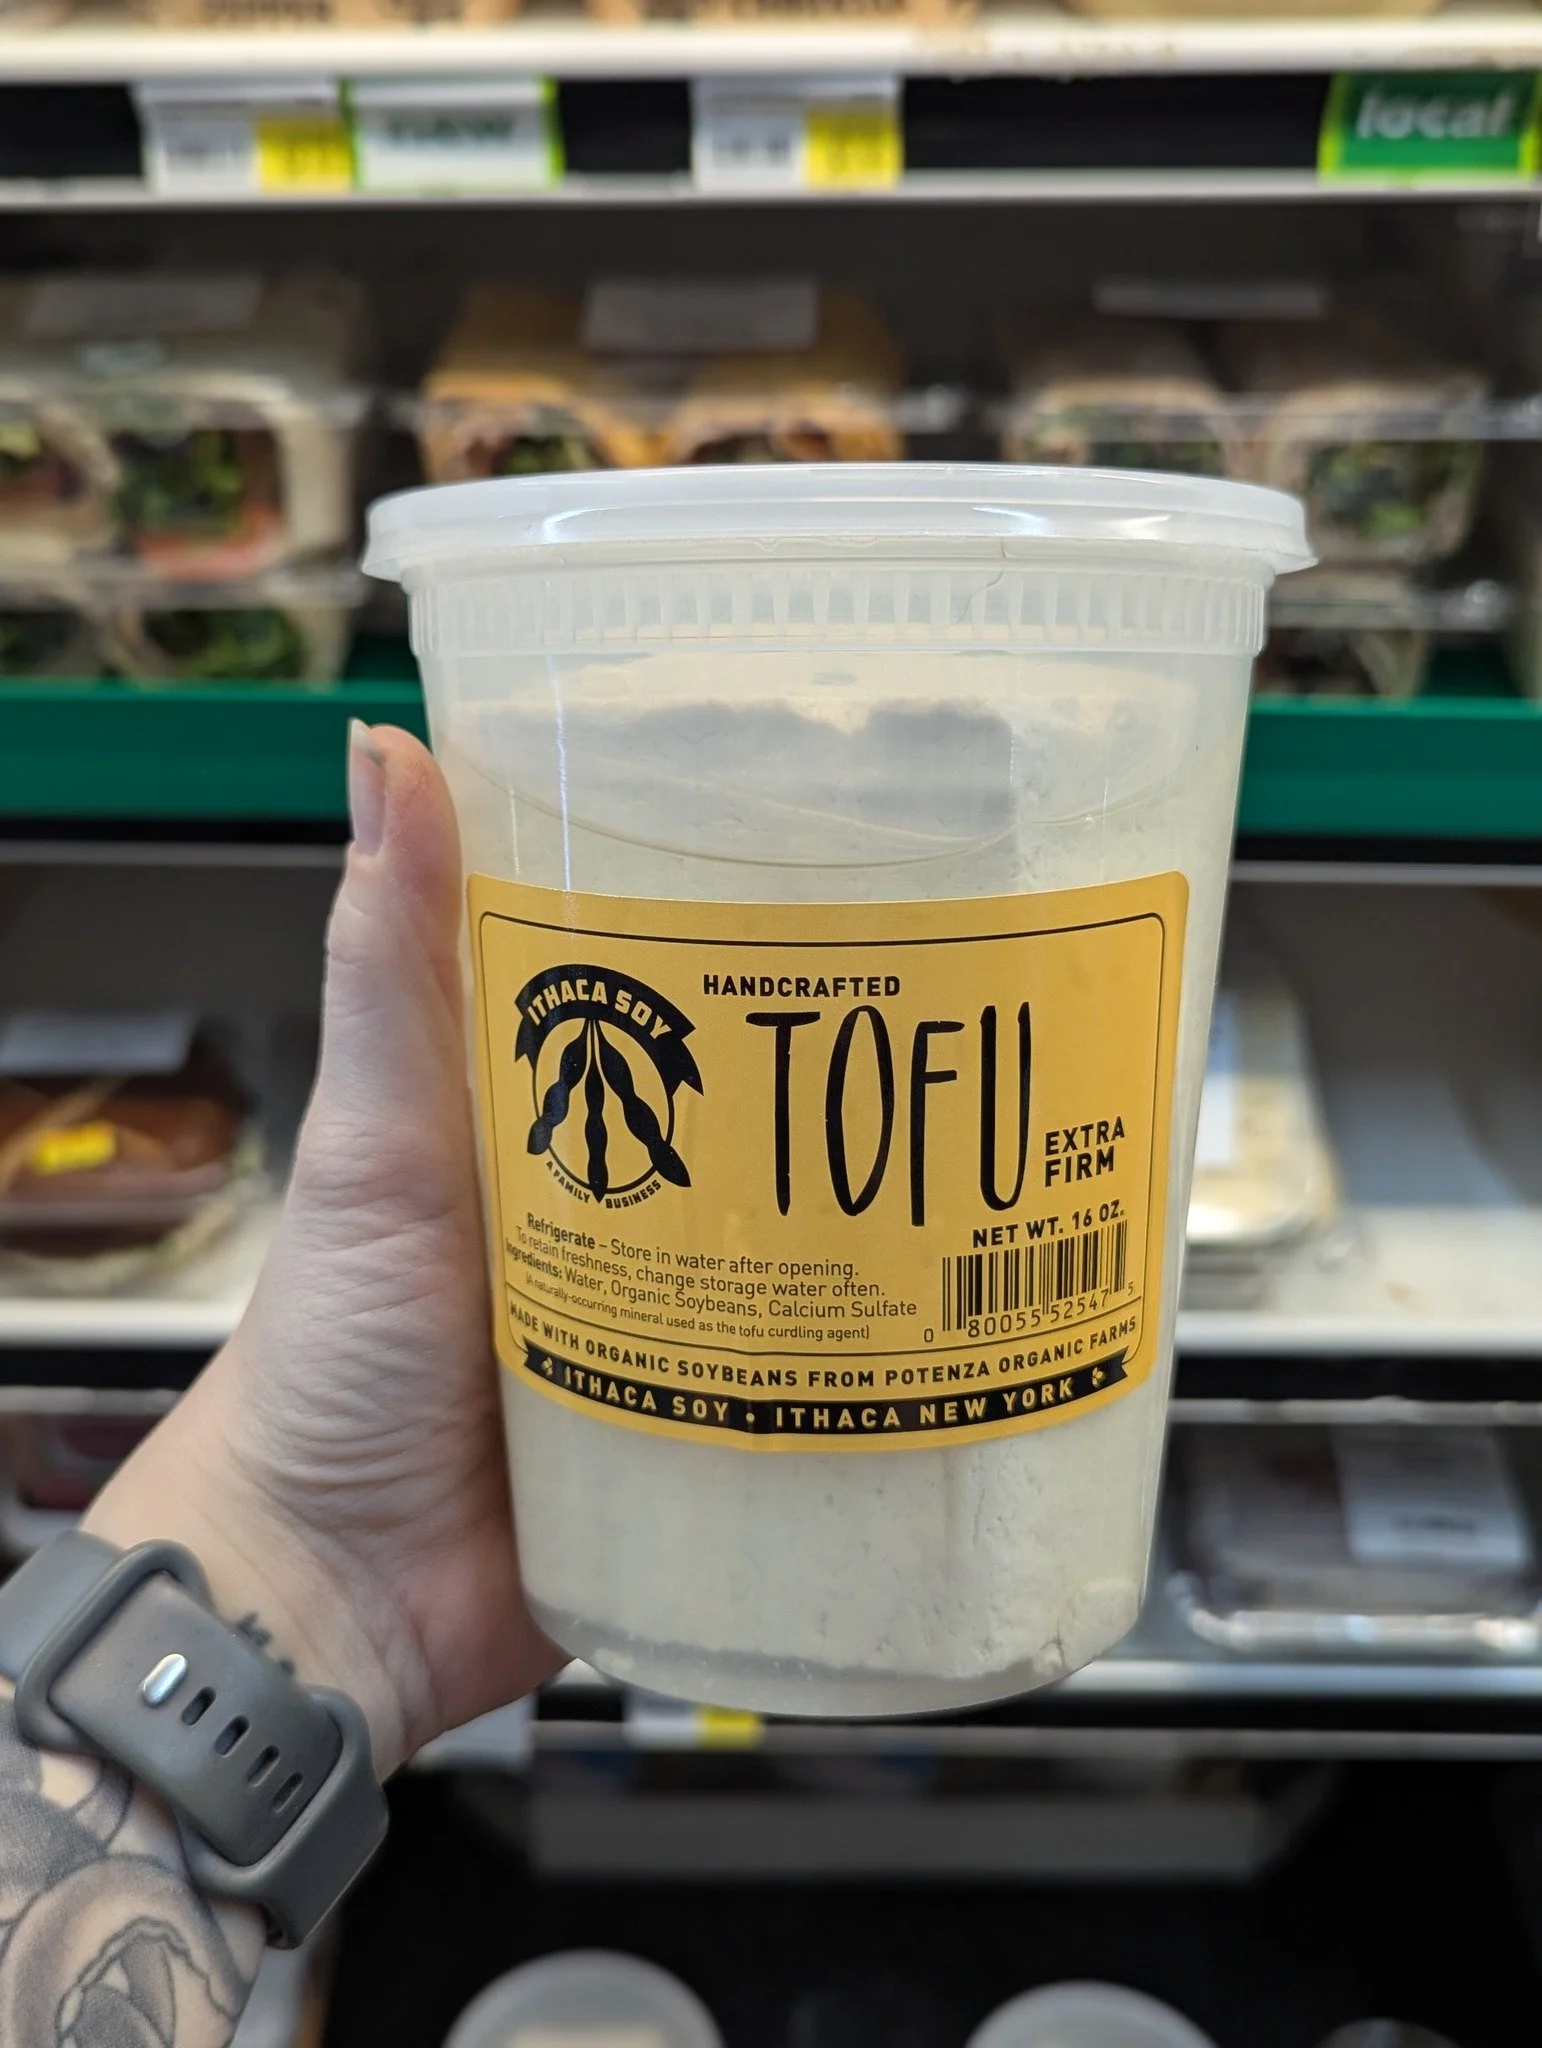 local
ITHACA SOY
A FAMILY BUSINESS
HANDCRAFTED
TOFU
EXTRA
FIRM
NET WT. 16 OZ.
Refrigerate – Store in water after opening.
To retain freshness, change storage water often.
Ingredients: Water, Organic Soybeans, Calcium Sulfate
(A naturally-occurring mineral used as the tofu curdling agent)
0 80055 52547 5
MADE WITH ORGANIC SOYBEANS FROM POTENZA ORGANIC FARMS
ITHACA SOY • ITHACA NEW YORK